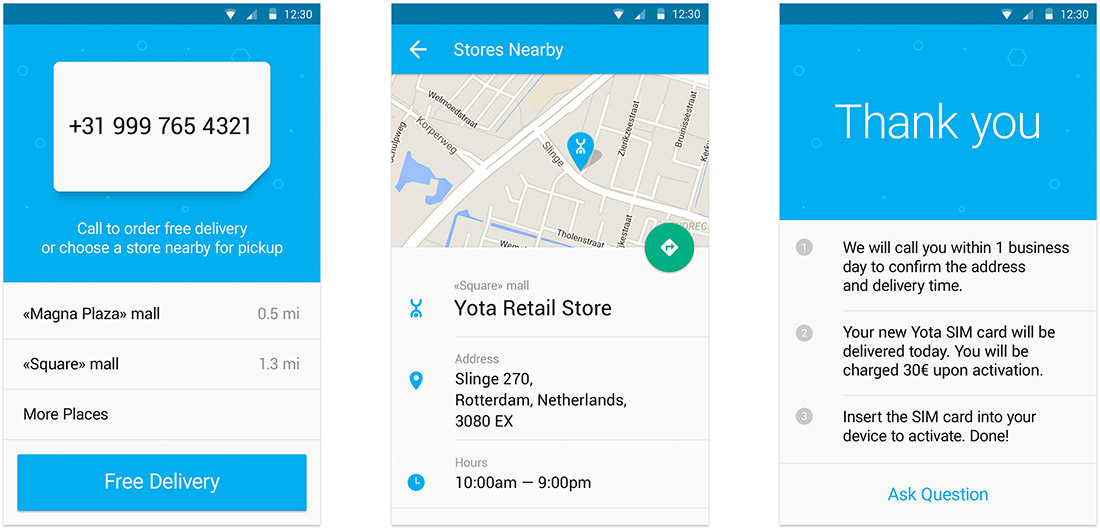 12:30
+31 999 765 4321
Call to order free delivery
or choose a store nearby for pickup
«Magna Plaza» mall 0.5 mi
«Square» mall 1.3 mi
More Places
Free Delivery
12:30
Stores Nearby
Welmoedstraat
Korperweg
Schulpweg
Slinge
Zierikzeestraat
Bruinissestraat
Tholenstraat
«Square» mall
Yota Retail Store
Address
Slinge 270,
Rotterdam, Netherlands,
3080 EX
Hours
10:00am — 9:00pm
12:30
Thank you
1 We will call you within 1 business
day to confirm the address
and delivery time.
2 Your new Yota SIM card will be
delivered today. You will be
charged 30€ upon activation.
3 Insert the SIM card into your
device to activate. Done!
Ask Question